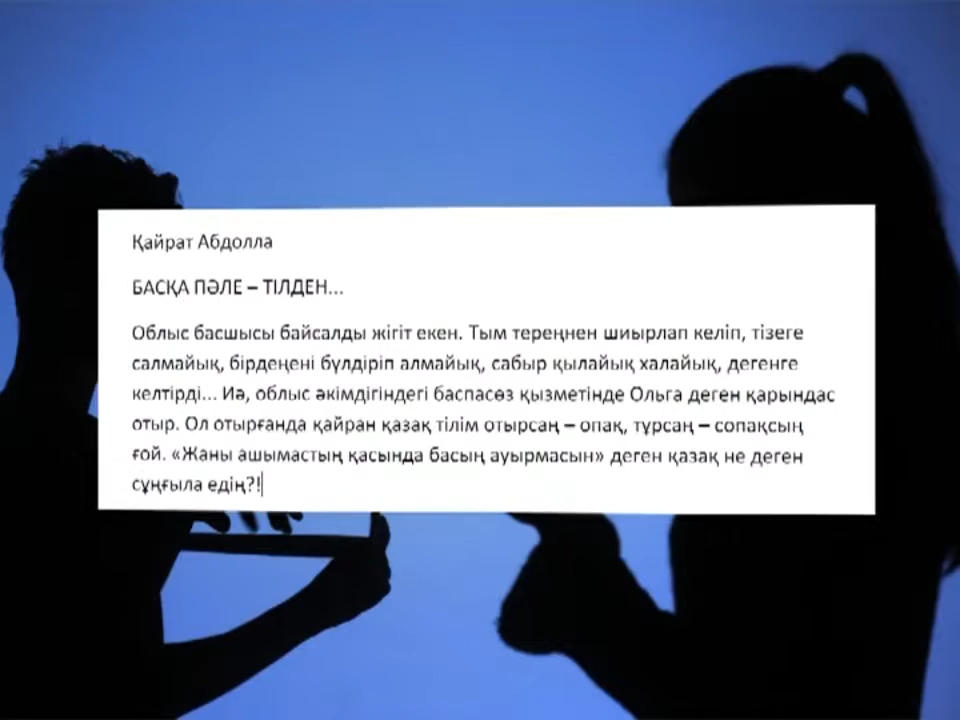 Қайрат Абдолла
БАСҚА ПӘЛЕ – ТІЛДЕН...
Облыс басшысы байсалды жігіт екен. Тым тереңнен шиырлап келіп, тізеге
салмайық, бірдеңені бүлдіріп алмайық, сабыр қылайық халайық, дегенге
келтірді... Иә, облыс әкімдігіндегі баспасөз қызметінде Ольга деген қарындас
отыр. Ол отырғанда қайран қазақ тілім отырсаң – опақ, тұрсаң – сопақсың
ғой. «Жаны ашымастың қасында басың ауырмасын» деген қазақ не деген
сұңғыла едің?!